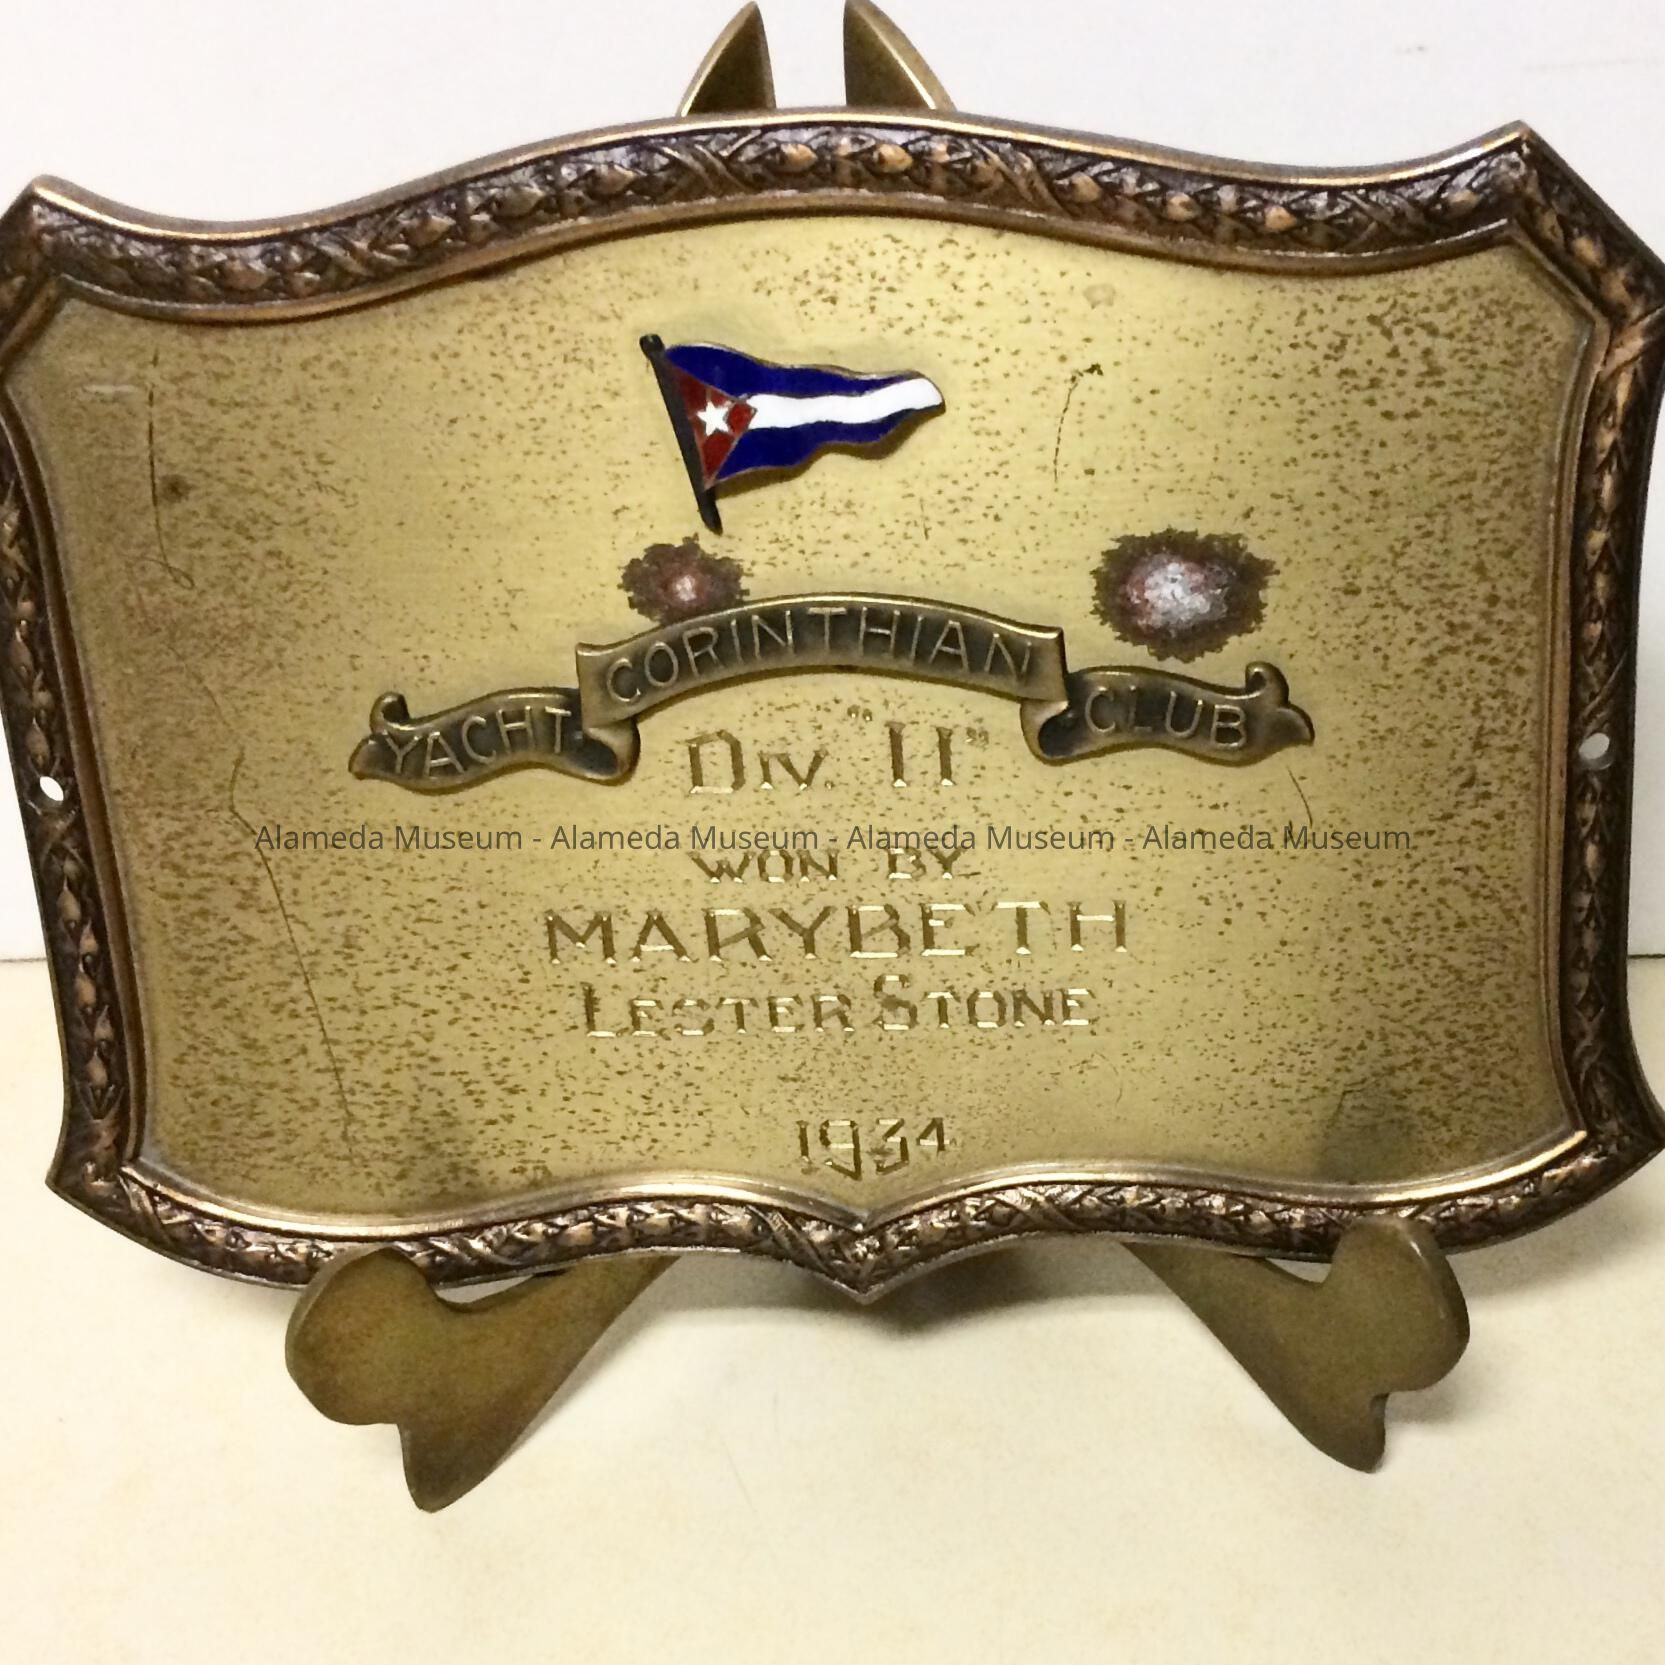 YACHT CORINTHIAN CLUB
Div. "II"
Alameda Museum - Alameda Museum - Alameda Museum - Alameda Museum
WON BY
MARYBETH
LESTER STONE
1934